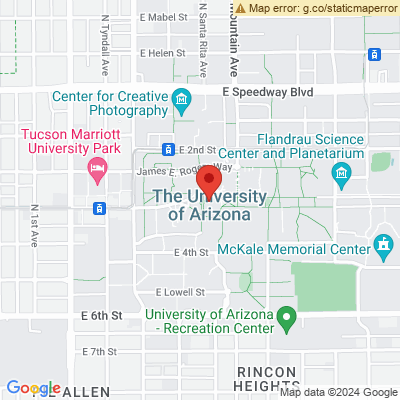 Map error: g.co/staticmaperror
E Mabel St
E Helen St
N Tyndall Ave
N Santa Rita Ave
Mountain Ave
E Speedway Blvd
Center for Creative
Photography
Tucson Marriott
University Park
E 2nd St
James E. Rogers Way
Flandrau Science
Center and Planetarium
The University
of Arizona
N 1st Ave
E 4th St
McKale Memorial Center
E Lowell St
E 6th St
University of Arizona
- Recreation Center
E 7th St
RINCON
HEIGHTS
Google
ALLEN
Map data ©2024 Google